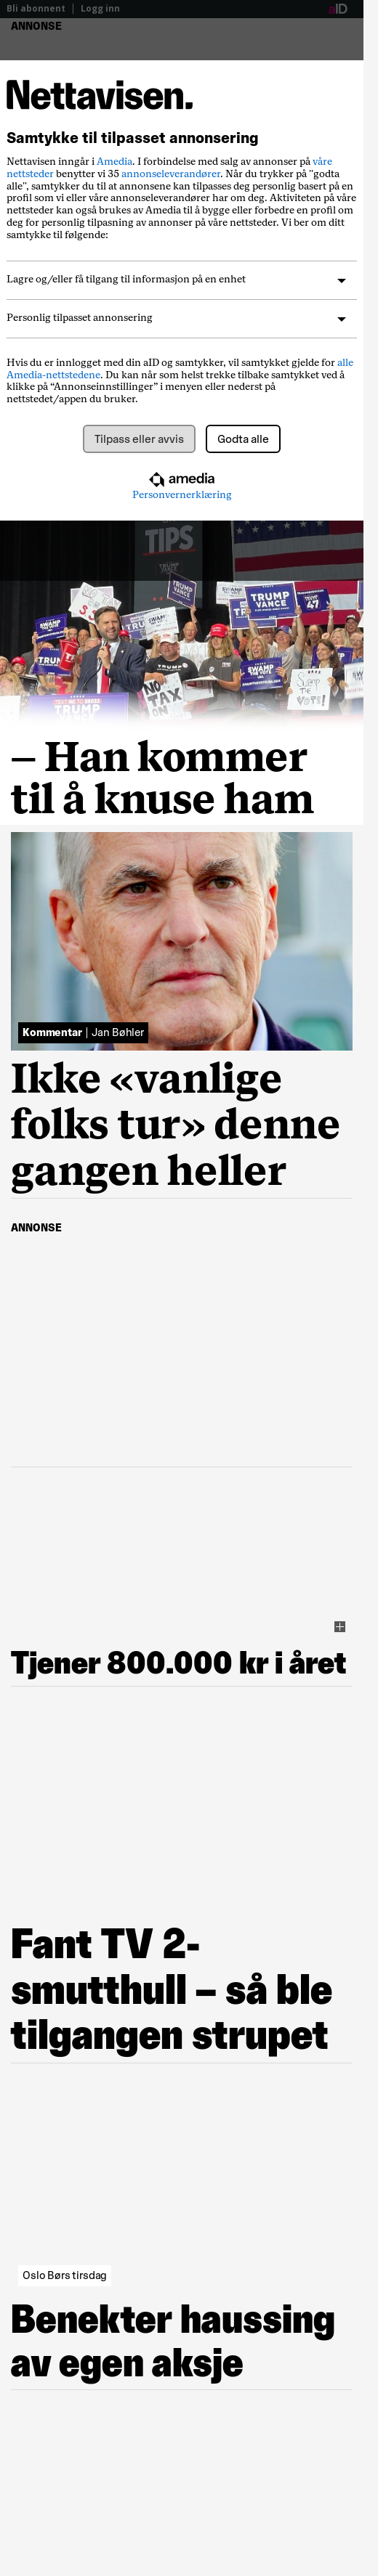 Bli abonnent | Logg inn
aID
ANNONSE
Nettavisen.
Samtykke til tilpasset annonsering
Nettavisen inngår i Amedia. I forbindelse med salg av annonser på våre
nettsteder benytter vi 35 annonseleverandører. Når du trykker på "godta
alle", samtykker du til at annonsene kan tilpasses deg personlig basert på en
profil som vi eller våre annonseleverandører har om deg. Aktiviteten på våre
nettsteder kan også brukes av Amedia til å bygge eller forbedre en profil om
deg for personlig tilpasning av annonser på våre nettsteder. Vi ber om ditt
samtykke til følgende:
Lagre og/eller få tilgang til informasjon på en enhet
Personlig tilpasset annonsering
Hvis du er innlogget med din aID og samtykker, vil samtykket gjelde for alle
Amedia-nettstedene. Du kan når som helst trekke tilbake samtykket ved å
klikke på “Annonseinnstillinger” i menyen eller nederst på
nettstedet/appen du bruker.
Tilpass eller avvis
Godta alle
amedia
Personvernerklæring
TIPS
TRUMP
VANCE
47
NO
TAX
ON
TRUMP
– Han kommer
til å knuse ham
Kommentar | Jan Bøhler
Ikke «vanlige
folks tur» denne
gangen heller
ANNONSE
Tjener 800.000 kr i året
Fant TV 2-
smutthull – så ble
tilgangen strupet
Oslo Børs tirsdag
Benekter haussing
av egen aksje